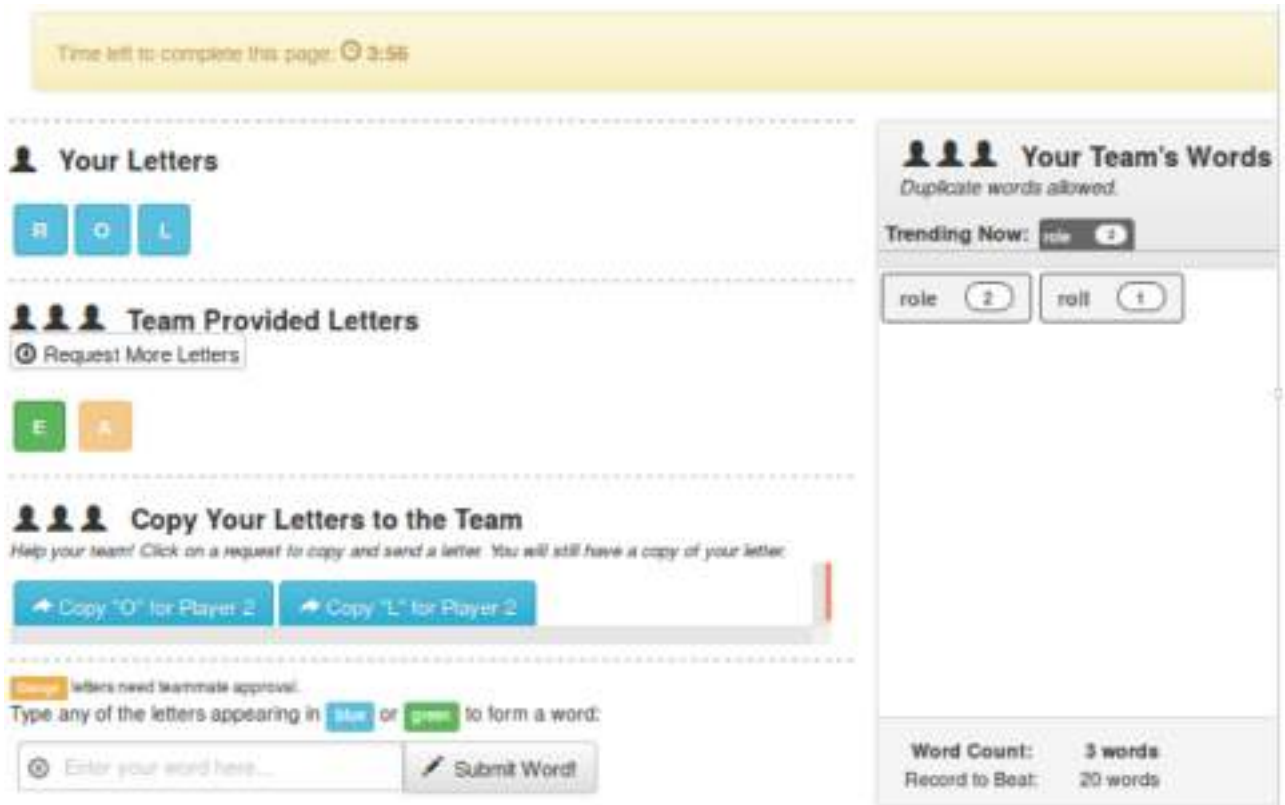 Time left to complete this page: 3:56
Your Letters
R O L
Team Provided Letters
Request More Letters
E A
Copy Your Letters to the Team
Help your team! Click on a request to copy and send a letter. You will still have a copy of your letter.
Copy "O" for Player 2 Copy "L" for Player 2
Orange letters need teammate approval.
Type any of the letters appearing in blue or green to form a word:
Enter your word here... Submit Word!
Your Team's Words
Duplicate words allowed.
Trending Now: role 2
role 2 roll 1
Word Count: 3 words
Record to Beat: 20 words